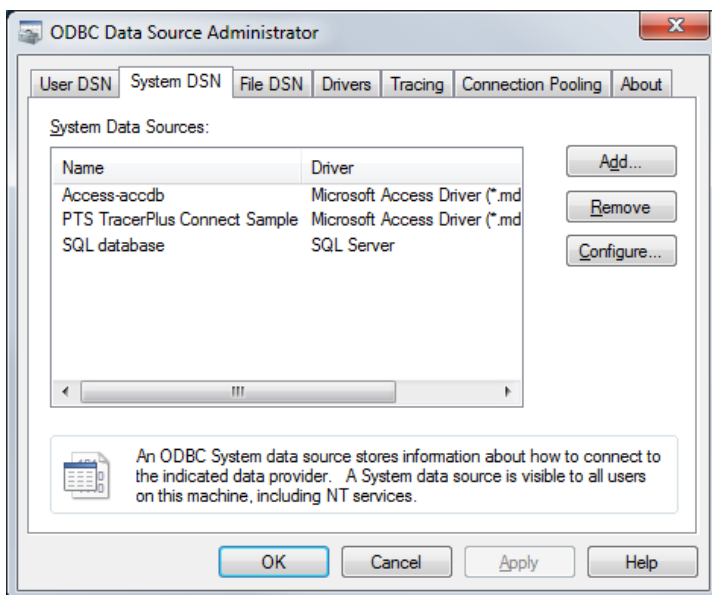 ODBC Data Source Administrator
User DSN System DSN File DSN Drivers Tracing Connection Pooling About
System Data Sources:
Name Driver
Access-accdb Microsoft Access Driver (*.md
PTS TracerPlus Connect Sample Microsoft Access Driver (*.md
SQL database SQL Server
Add...
Remove
Configure...
An ODBC System data source stores information about how to connect to
the indicated data provider. A System data source is visible to all users
on this machine, including NT services.
OK Cancel Apply Help